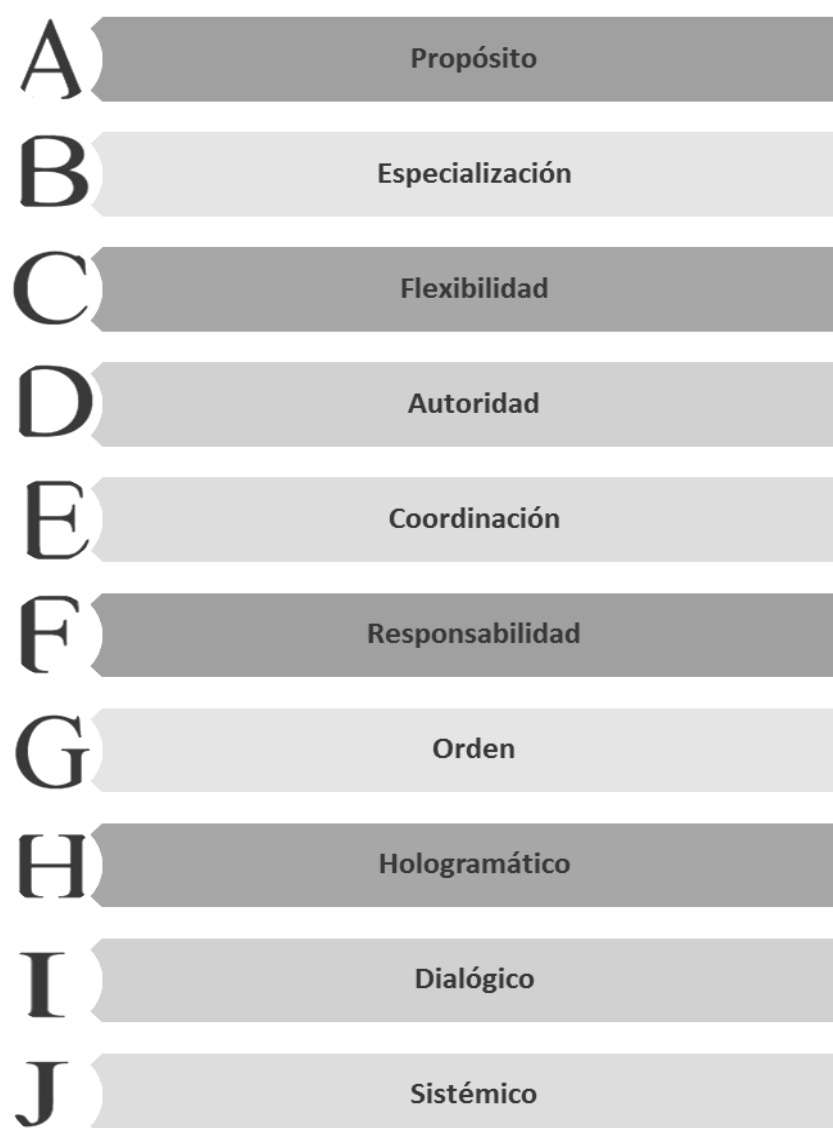 A Propósito
B Especialización
C Flexibilidad
D Autoridad
E Coordinación
F Responsabilidad
G Orden
H Hologramático
I Dialógico
J Sistémico